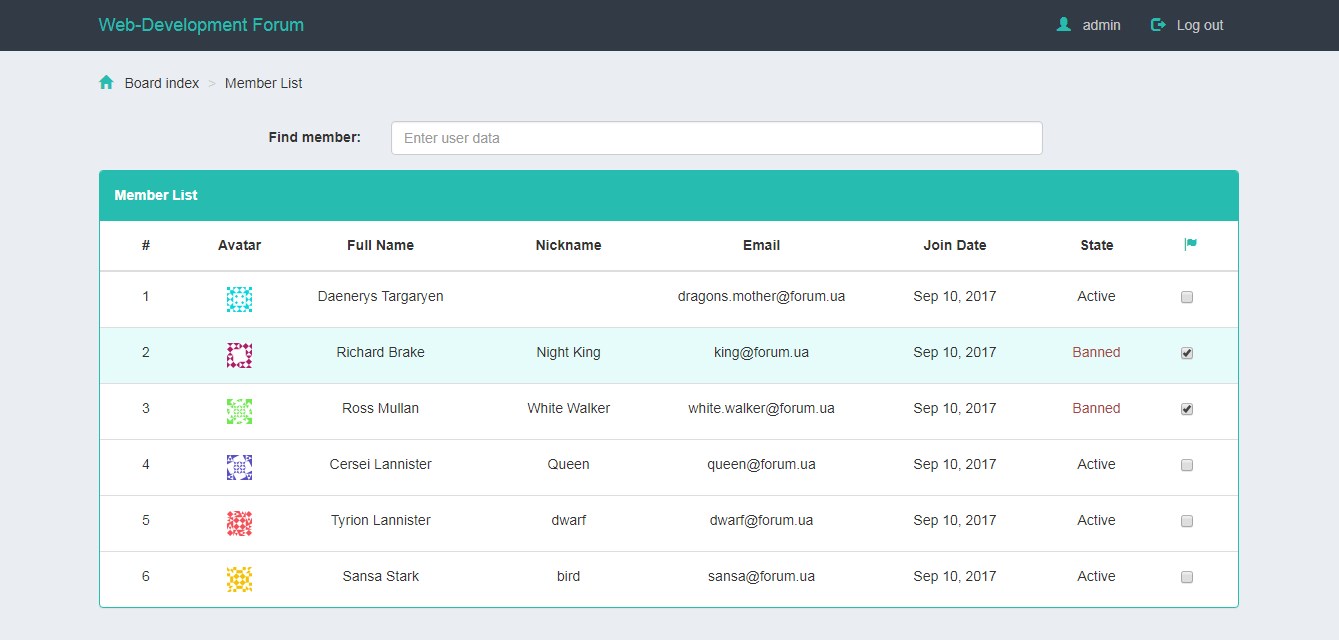 Web-Development Forum admin Log out
Board index > Member List
Find member: Enter user data
Member List
# Avatar Full Name Nickname Email Join Date State
1 Daenerys Targaryen dragons.mother@forum.ua Sep 10, 2017 Active
2 Richard Brake Night King king@forum.ua Sep 10, 2017 Banned
3 Ross Mullan White Walker white.walker@forum.ua Sep 10, 2017 Banned
4 Cersei Lannister Queen queen@forum.ua Sep 10, 2017 Active
5 Tyrion Lannister dwarf dwarf@forum.ua Sep 10, 2017 Active
6 Sansa Stark bird sansa@forum.ua Sep 10, 2017 Active